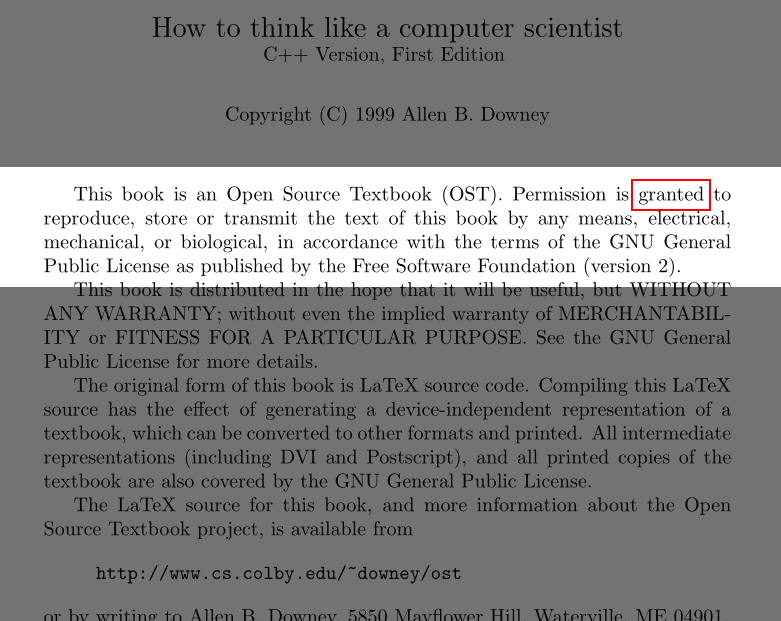 How to think like a computer scientist
C++ Version, First Edition
Copyright (C) 1999 Allen B. Downey
This book is an Open Source Textbook (OST). Permission is granted to
reproduce, store or transmit the text of this book by any means, electrical,
mechanical, or biological, in accordance with the terms of the GNU General
Public License as published by the Free Software Foundation (version 2).
This book is distributed in the hope that it will be useful, but WITHOUT
ANY WARRANTY; without even the implied warranty of MERCHANTABIL-
ITY or FITNESS FOR A PARTICULAR PURPOSE. See the GNU General
Public License for more details.
The original form of this book is LaTeX source code. Compiling this LaTeX
source has the effect of generating a device-independent representation of a
textbook, which can be converted to other formats and printed. All intermediate
representations (including DVI and Postscript), and all printed copies of the
textbook are also covered by the GNU General Public License.
The LaTeX source for this book, and more information about the Open
Source Textbook project, is available from
http://www.cs.colby.edu/~downey/ost
or by writing to Allen B. Downey, 5850 Mayflower Hill, Waterville, ME 04901.